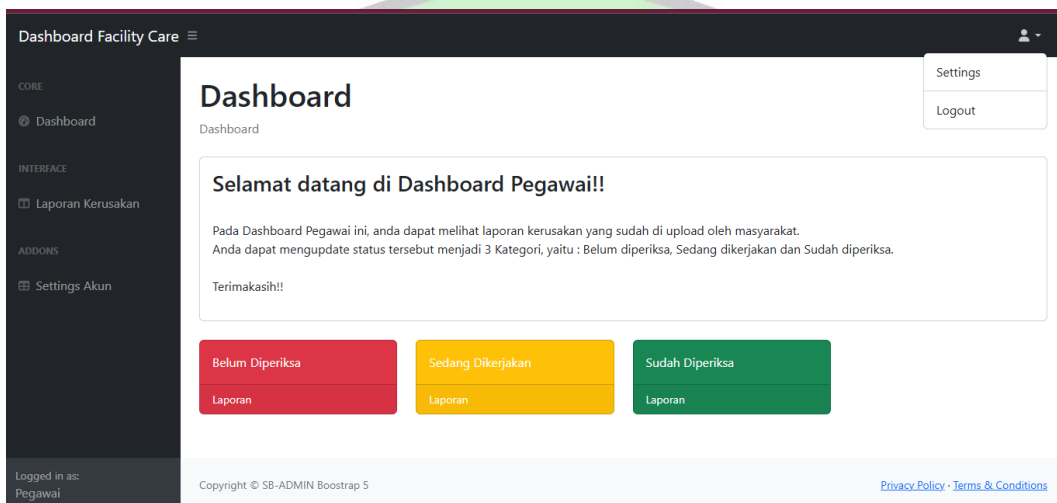 Dashboard Facility Care
Settings
Logout
CORE
Dashboard
INTERFACE
Laporan Kerusakan
ADDONS
Settings Akun
Logged in as:
Pegawai
Dashboard
Dashboard
Selamat datang di Dashboard Pegawai!!
Pada Dashboard Pegawai ini, anda dapat melihat laporan kerusakan yang sudah di upload oleh masyarakat.
Anda dapat mengupdate status tersebut menjadi 3 Kategori, yaitu : Belum diperiksa, Sedang dikerjakan dan Sudah diperiksa.
Terimakasih!!
Belum Diperiksa
Laporan
Sedang Dikerjakan
Laporan
Sudah Diperiksa
Laporan
Copyright © SB-ADMIN Boostrap 5
Privacy Policy · Terms & Conditions